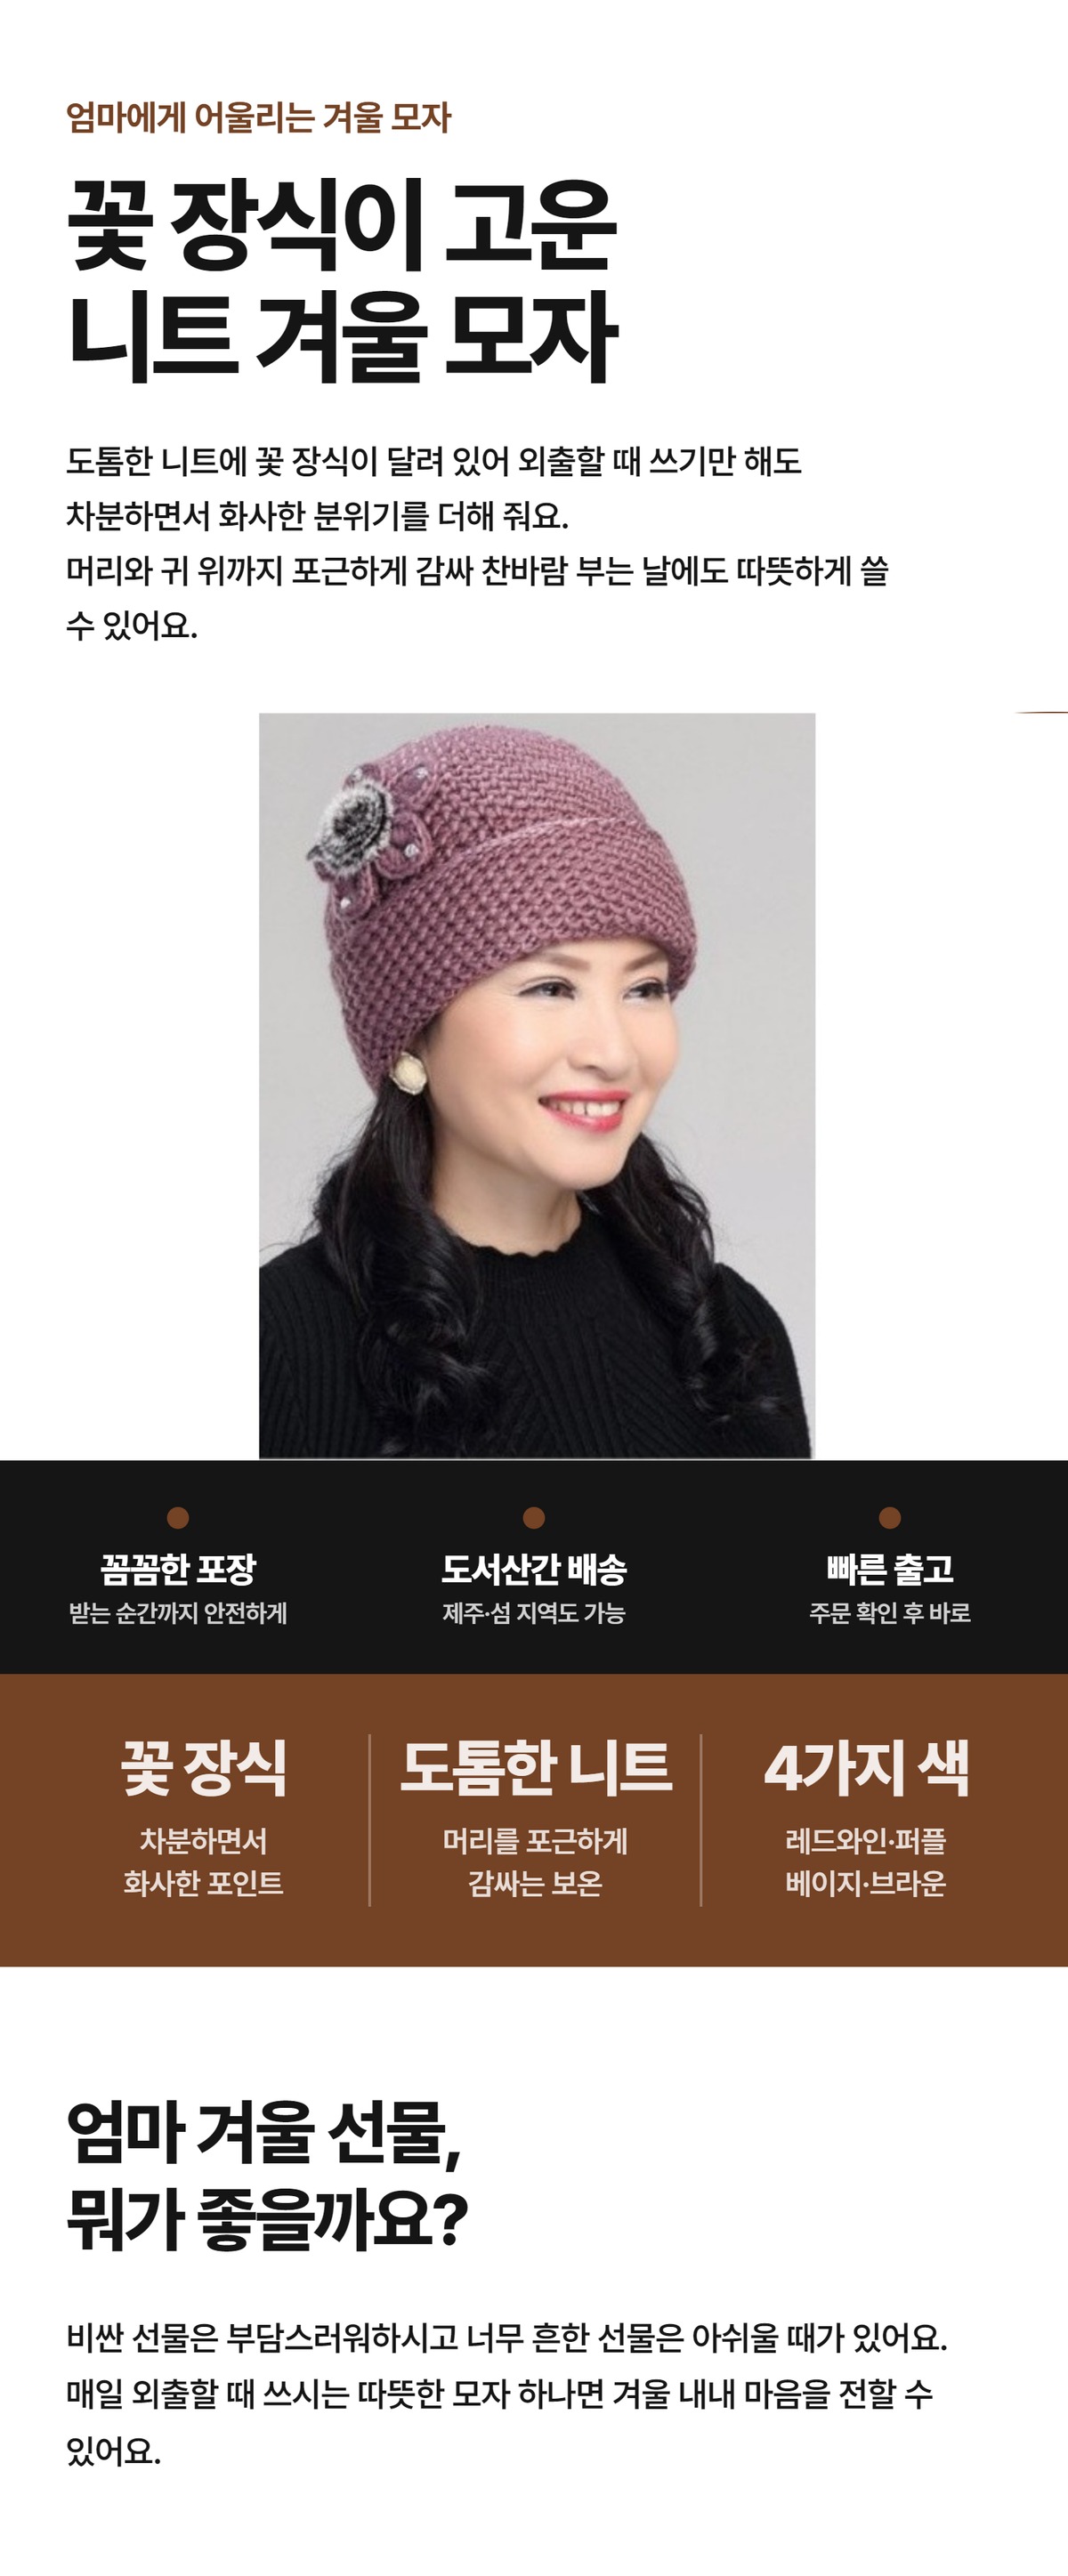 엄마에게 어울리는 겨울 모자
꽃 장식이 고운
니트 겨울 모자
도톰한 니트에 꽃 장식이 달려 있어 외출할 때 쓰기만 해도
차분하면서 화사한 분위기를 더해 줘요.
머리와 귀 위까지 포근하게 감싸 찬바람 부는 날에도 따뜻하게 쓸
수 있어요.
꼼꼼한 포장
받는 순간까지 안전하게
도서산간 배송
제주·섬 지역도 가능
빠른 출고
주문 확인 후 바로
꽃 장식
차분하면서
화사한 포인트
도톰한 니트
머리를 포근하게
감싸는 보온
4가지 색
레드와인·퍼플
베이지·브라운
엄마 겨울 선물,
뭐가 좋을까요?
비싼 선물은 부담스러워하시고 너무 흔한 선물은 아쉬울 때가 있어요.
매일 외출할 때 쓰시는 따뜻한 모자 하나면 겨울 내내 마음을 전할 수
있어요.